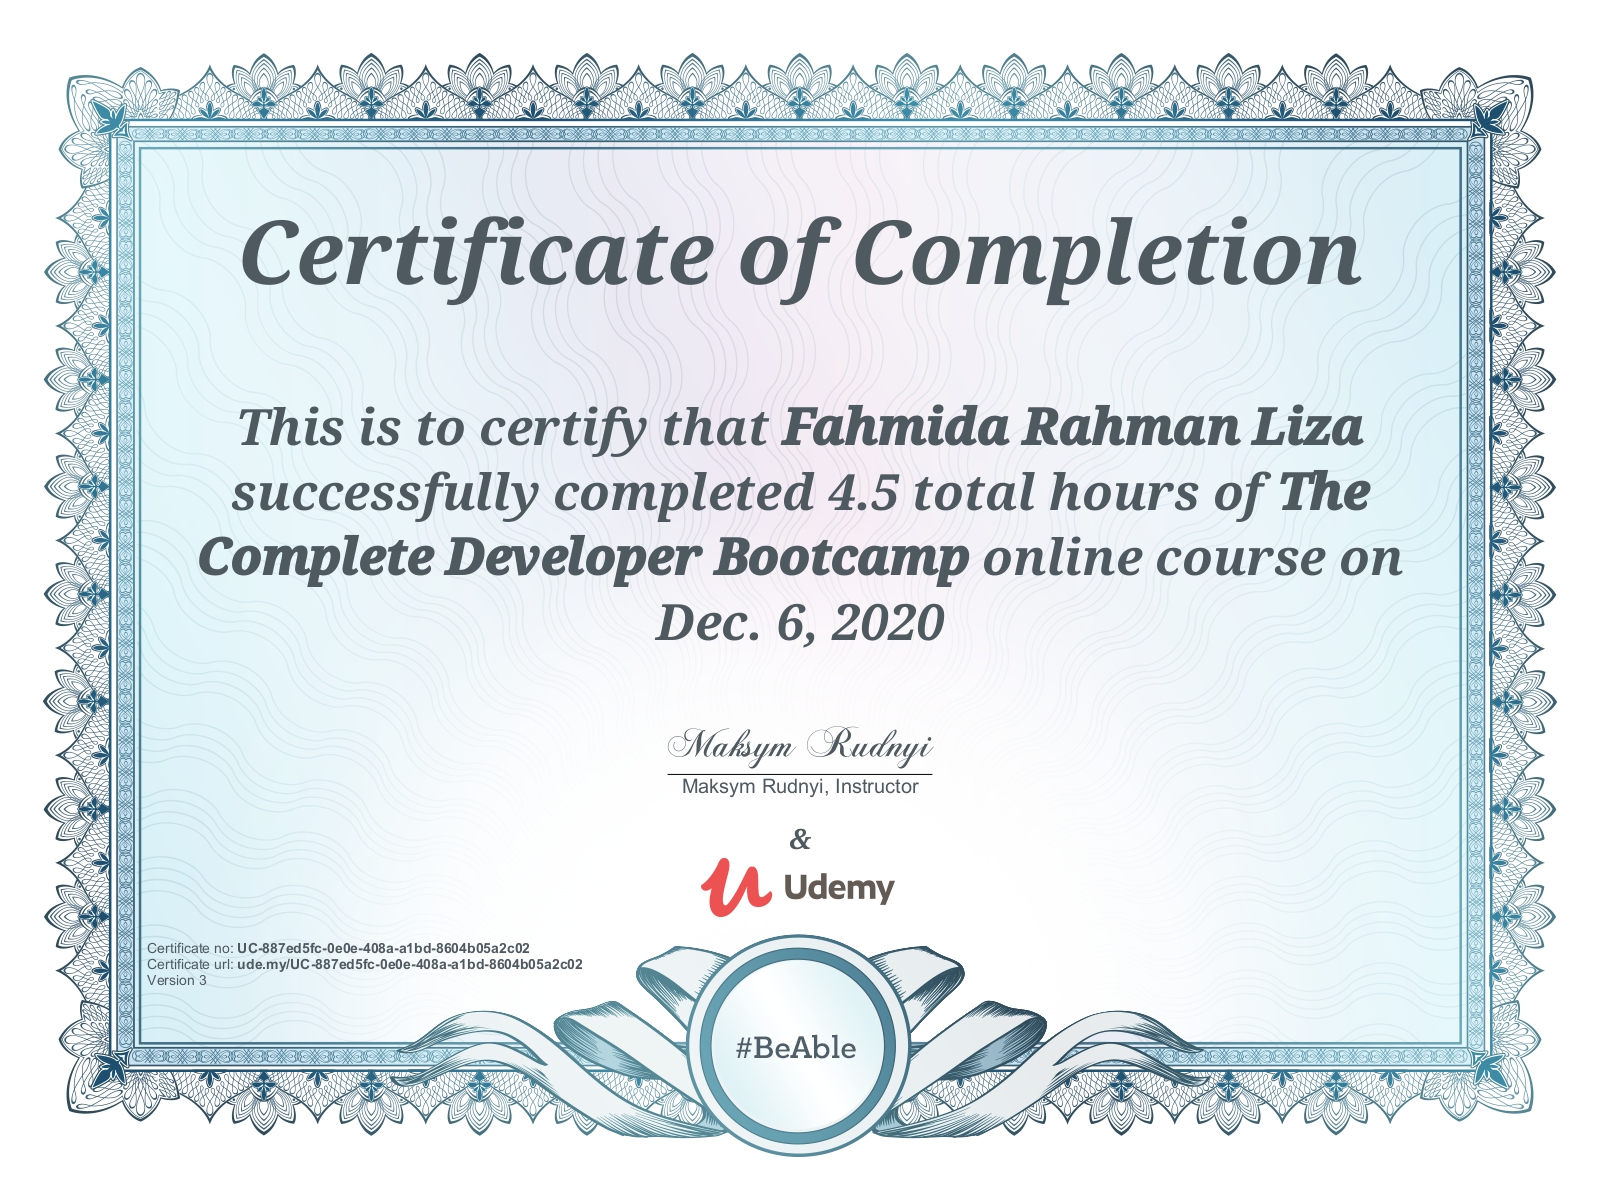 Certificate of Completion
This is to certify that Fahmida Rahman Liza
successfully completed 4.5 total hours of The
Complete Developer Bootcamp online course on
Dec. 6, 2020
Maksym Rudnyi
Maksym Rudnyi, Instructor
&
Udemy
Certificate no: UC-887ed5fc-0e0e-408a-a1bd-8604b05a2c02
Certificate url: ude.my/UC-887ed5fc-0e0e-408a-a1bd-8604b05a2c02
Version 3
#BeAble